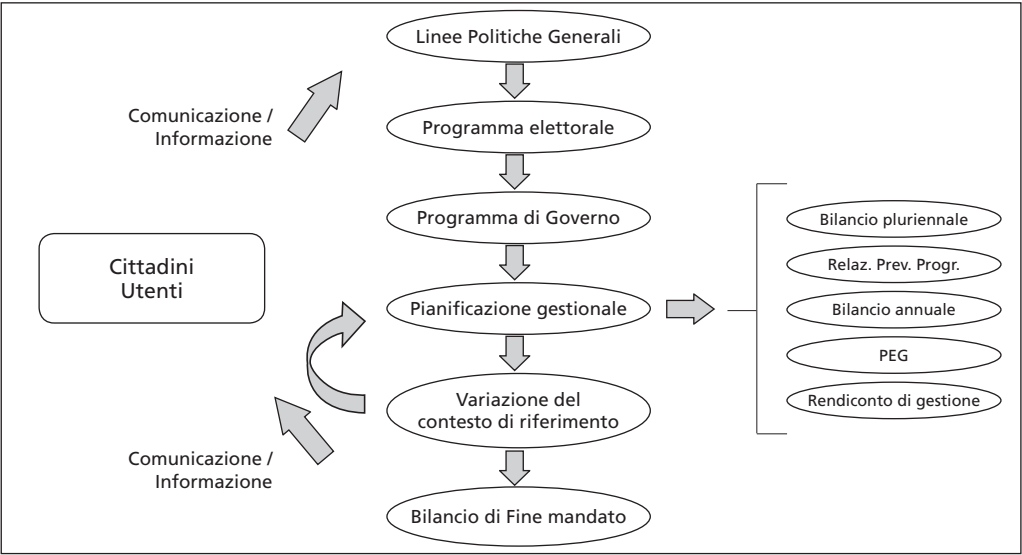 Linee Politiche Generali
Comunicazione /
Informazione
Programma elettorale
Programma di Governo
Cittadini
Utenti
Pianificazione gestionale
Bilancio pluriennale
Relaz. Prev. Progr.
Bilancio annuale
PEG
Rendiconto di gestione
Variazione del
contesto di riferimento
Comunicazione /
Informazione
Bilancio di Fine mandato